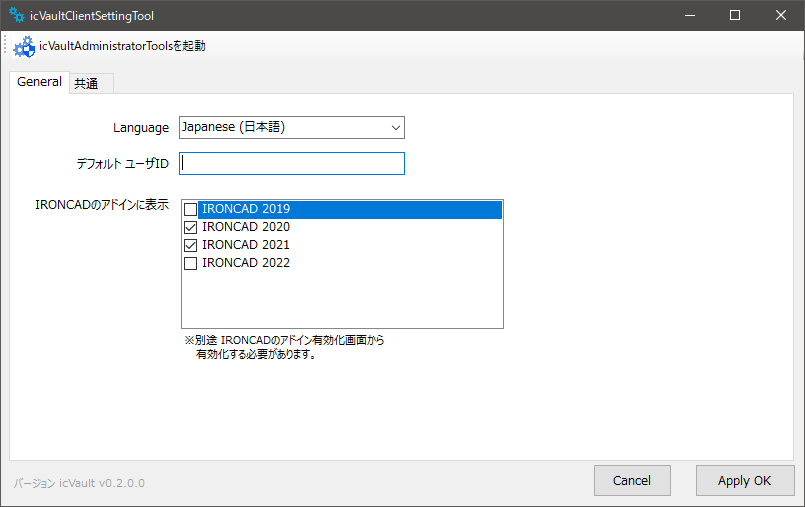 icVaultClientSettingTool
icVaultAdministratorToolsを起動
General 共通
Language Japanese (日本語)
デフォルト ユーザID
IRONCADのアドインに表示
IRONCAD 2019
IRONCAD 2020
IRONCAD 2021
IRONCAD 2022
※別途 IRONCADのアドイン有効化画面から
有効化する必要があります。
バージョン icVault v0.2.0.0
Cancel Apply OK